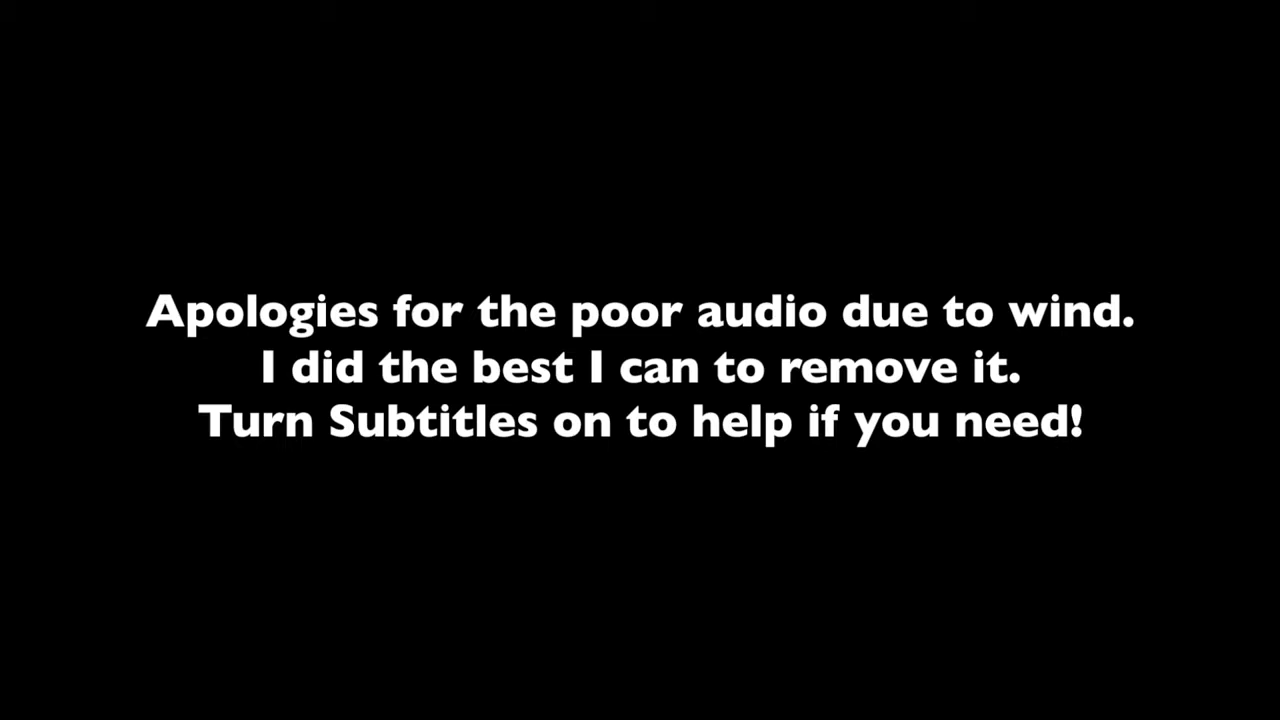 Apologies for the poor audio due to wind.
I did the best I can to remove it.
Turn Subtitles on to help if you need!